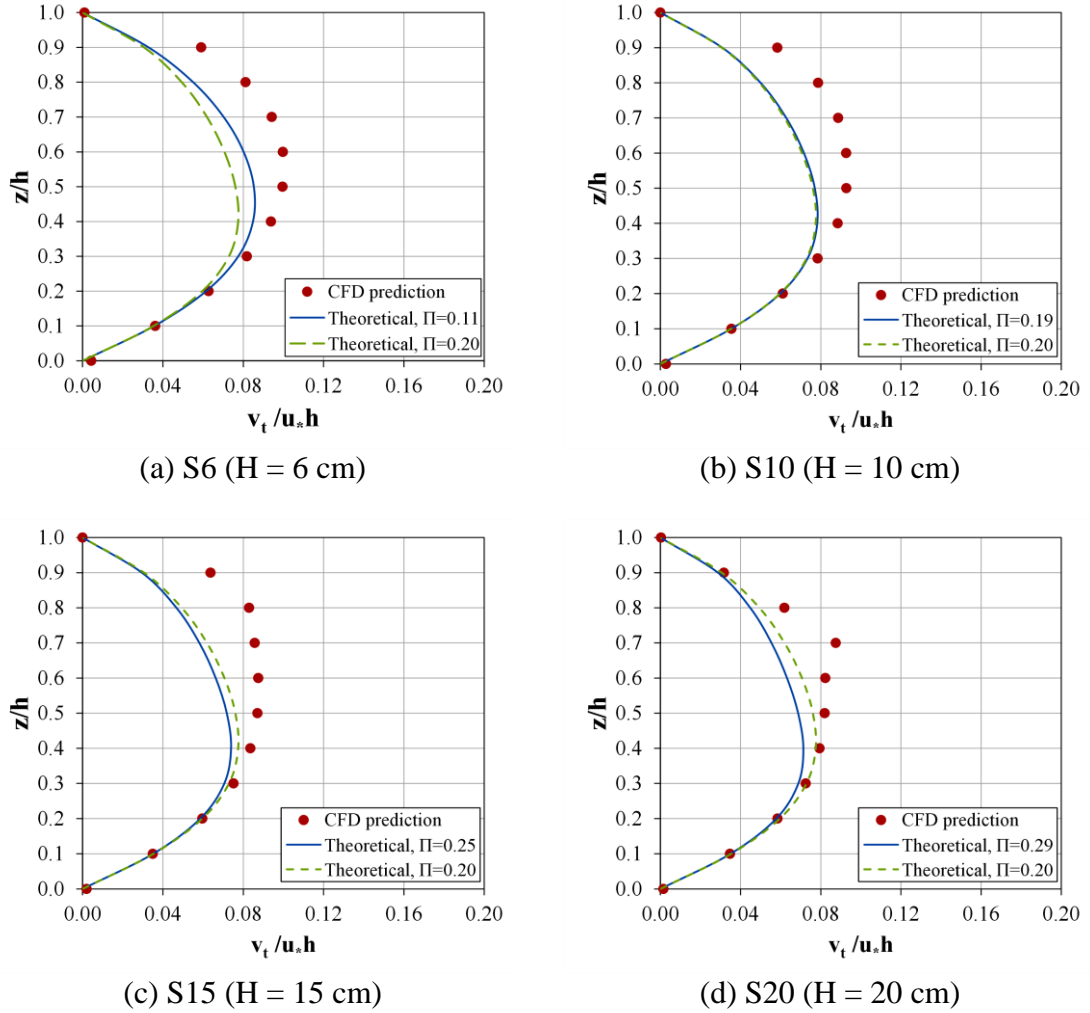 1.0
0.9
0.8
0.7
0.6
0.5
0.4
0.3
0.2
0.1
0.0
z/h
CFD prediction
Theoretical, Π=0.11
Theoretical, Π=0.20
0.00 0.04 0.08 0.12 0.16 0.20
vₜ /u*h
(a) S6 (H = 6 cm)
1.0
0.9
0.8
0.7
0.6
0.5
0.4
0.3
0.2
0.1
0.0
z/h
CFD prediction
Theoretical, Π=0.19
Theoretical, Π=0.20
0.00 0.04 0.08 0.12 0.16 0.20
vₜ /u*h
(b) S10 (H = 10 cm)
1.0
0.9
0.8
0.7
0.6
0.5
0.4
0.3
0.2
0.1
0.0
z/h
CFD prediction
Theoretical, Π=0.25
Theoretical, Π=0.20
0.00 0.04 0.08 0.12 0.16 0.20
vₜ /u*h
(c) S15 (H = 15 cm)
1.0
0.9
0.8
0.7
0.6
0.5
0.4
0.3
0.2
0.1
0.0
z/h
CFD prediction
Theoretical, Π=0.29
Theoretical, Π=0.20
0.00 0.04 0.08 0.12 0.16 0.20
vₜ /u*h
(d) S20 (H = 20 cm)